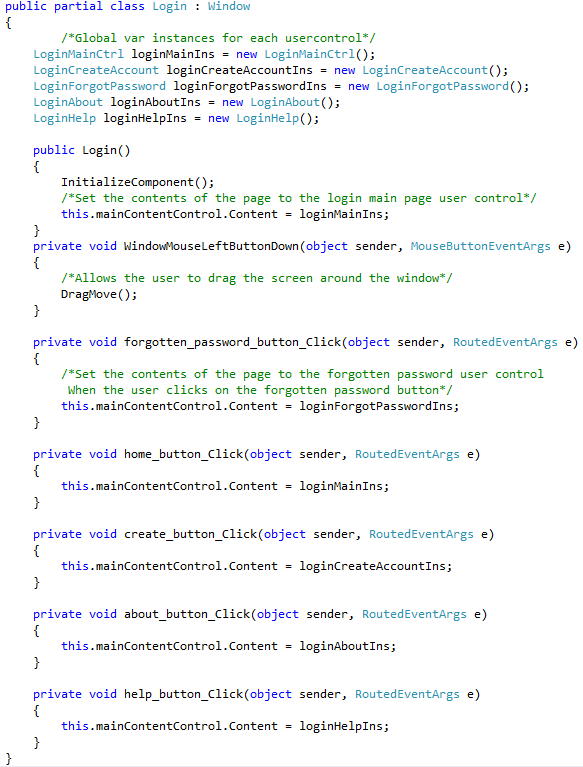 public partial class Login : Window
{
        /*Global var instances for each usercontrol*/
    LoginMainCtrl loginMainIns = new LoginMainCtrl();
    LoginCreateAccount loginCreateAccountIns = new LoginCreateAccount();
    LoginForgotPassword loginForgotPasswordIns = new LoginForgotPassword();
    LoginAbout loginAboutIns = new LoginAbout();
    LoginHelp loginHelpIns = new LoginHelp();

    public Login()
    {
        InitializeComponent();
        /*Set the contents of the page to the login main page user control*/
        this.mainContentControl.Content = loginMainIns;
    }
    private void WindowMouseLeftButtonDown(object sender, MouseButtonEventArgs e)
    {
        /*Allows the user to drag the screen around the window*/
        DragMove();
    }

    private void forgotten_password_button_Click(object sender, RoutedEventArgs e)
    {
        /*Set the contents of the page to the forgotten password user control
         When the user clicks on the forgotten password button*/
        this.mainContentControl.Content = loginForgotPasswordIns;
    }

    private void home_button_Click(object sender, RoutedEventArgs e)
    {
        this.mainContentControl.Content = loginMainIns;
    }

    private void create_button_Click(object sender, RoutedEventArgs e)
    {
        this.mainContentControl.Content = loginCreateAccountIns;
    }

    private void about_button_Click(object sender, RoutedEventArgs e)
    {
        this.mainContentControl.Content = loginAboutIns;
    }

    private void help_button_Click(object sender, RoutedEventArgs e)
    {
        this.mainContentControl.Content = loginHelpIns;
    }
}